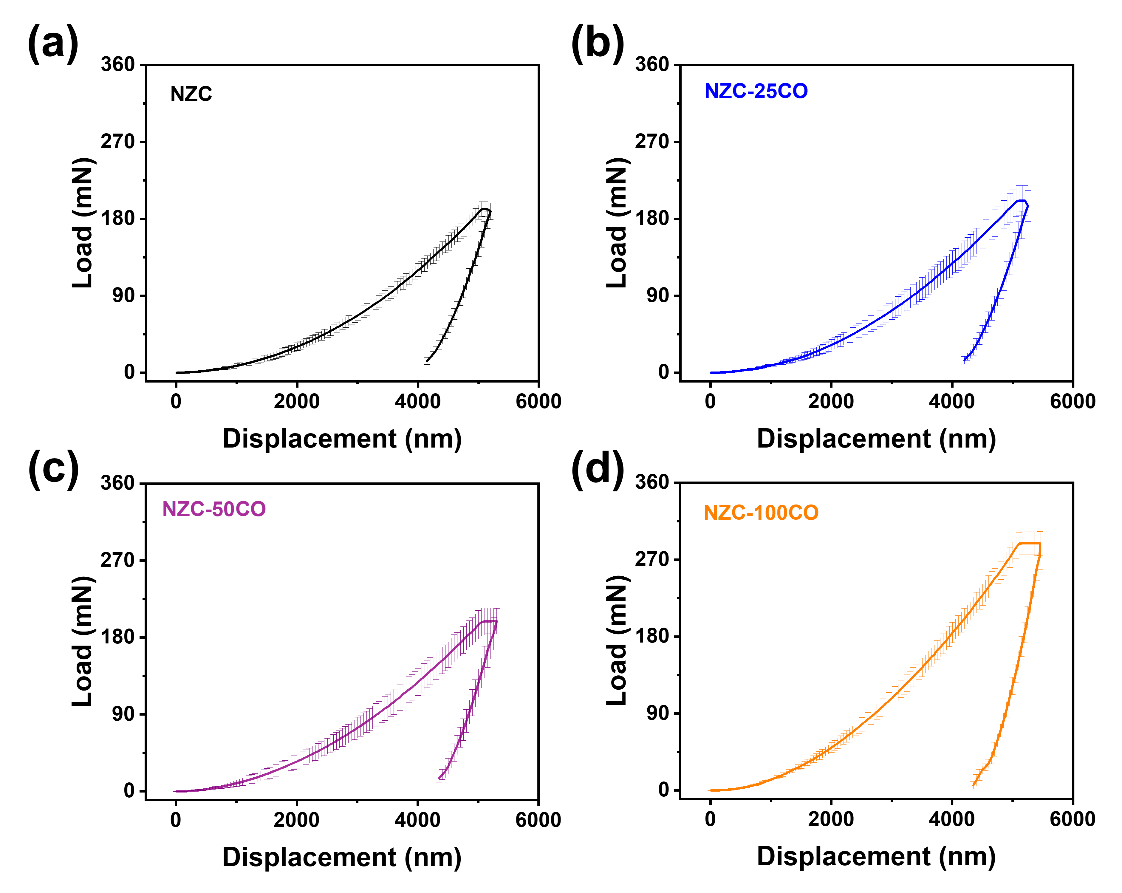 (a)
360
270
180
90
0
Load (mN)
NZC
0 2000 4000 6000
Displacement (nm)
(b)
360
270
180
90
0
Load (mN)
NZC-25CO
0 2000 4000 6000
Displacement (nm)
(c)
360
270
180
90
0
Load (mN)
NZC-50CO
0 2000 4000 6000
Displacement (nm)
(d)
360
270
180
90
0
Load (mN)
NZC-100CO
0 2000 4000 6000
Displacement (nm)